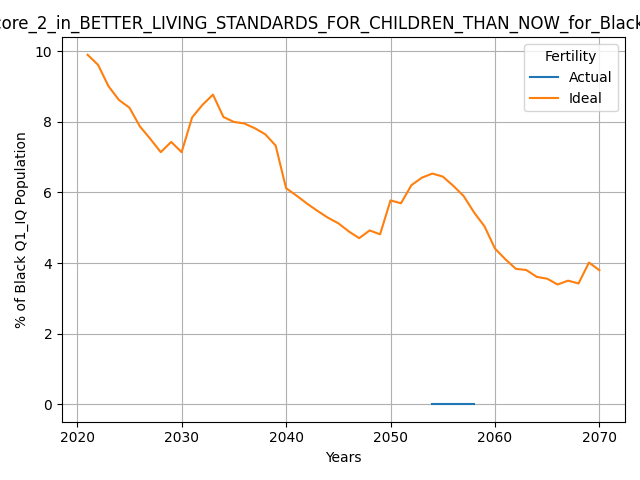 core_2_in_BETTER_LIVING_STANDARDS_FOR_CHILDREN_THAN_NOW_for_Black
Fertility
Actual
Ideal
% of Black Q1_IQ Population
10
8
6
4
2
0
2020 2030 2040 2050 2060 2070
Years